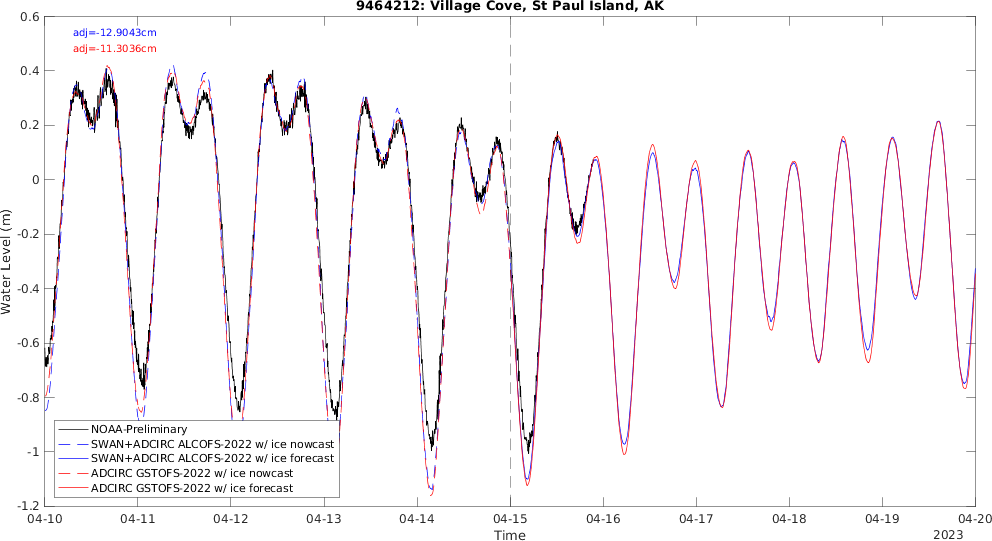 9464212: Village Cove, St Paul Island, AK
adj=-12.9043cm
adj=-11.3036cm
0.6
0.4
0.2
0
-0.2
-0.4
-0.6
-0.8
-1
-1.2
Water Level (m)
NOAA-Preliminary
SWAN+ADCIRC ALCOFS-2022 w/ ice nowcast
SWAN+ADCIRC ALCOFS-2022 w/ ice forecast
ADCIRC GSTOFS-2022 w/ ice nowcast
ADCIRC GSTOFS-2022 w/ ice forecast
04-10 04-11 04-12 04-13 04-14 04-15 04-16 04-17 04-18 04-19 04-20
Time
2023